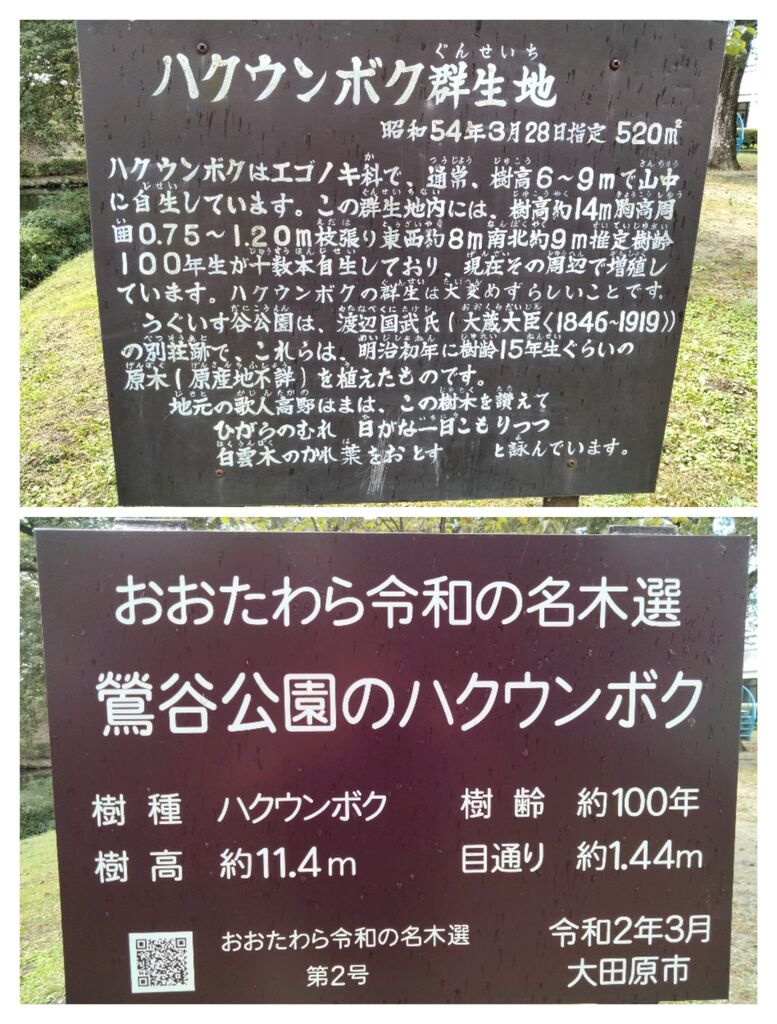 ハクウンボク群生地
昭和54年3月28日指定 520㎡
ハクウンボクはエゴノキ科で、通常、樹高6～9mで山中
に自生しています。この群生地内には、樹高約14m胸高周
囲0.75～1.20m枝張り東西約8m南北約9m推定樹齢
100年生が十数本自生しており、現在その周辺で増殖し
ています。ハクウンボクの群生は大変めずらしいことです。
うぐいす谷公園は、渡辺国武氏(大蔵大臣〈1846~1919〉)
の別荘跡で、これらは、明治初年に樹齢15年生ぐらいの
原木(原産地不詳)を植えたものです。
地元の歌人高野はまは、この樹木を讃えて
ひがらのむれ 日がな一日こもりつつ
白雲木のかれ葉をおとす と詠んでいます。
おおたわら令和の名木選
鶯谷公園のハクウンボク
樹種 ハクウンボク 樹齢 約100年
樹高 約11.4m 目通り 約1.44m
おおたわら令和の名木選 令和2年3月
第2号 大田原市